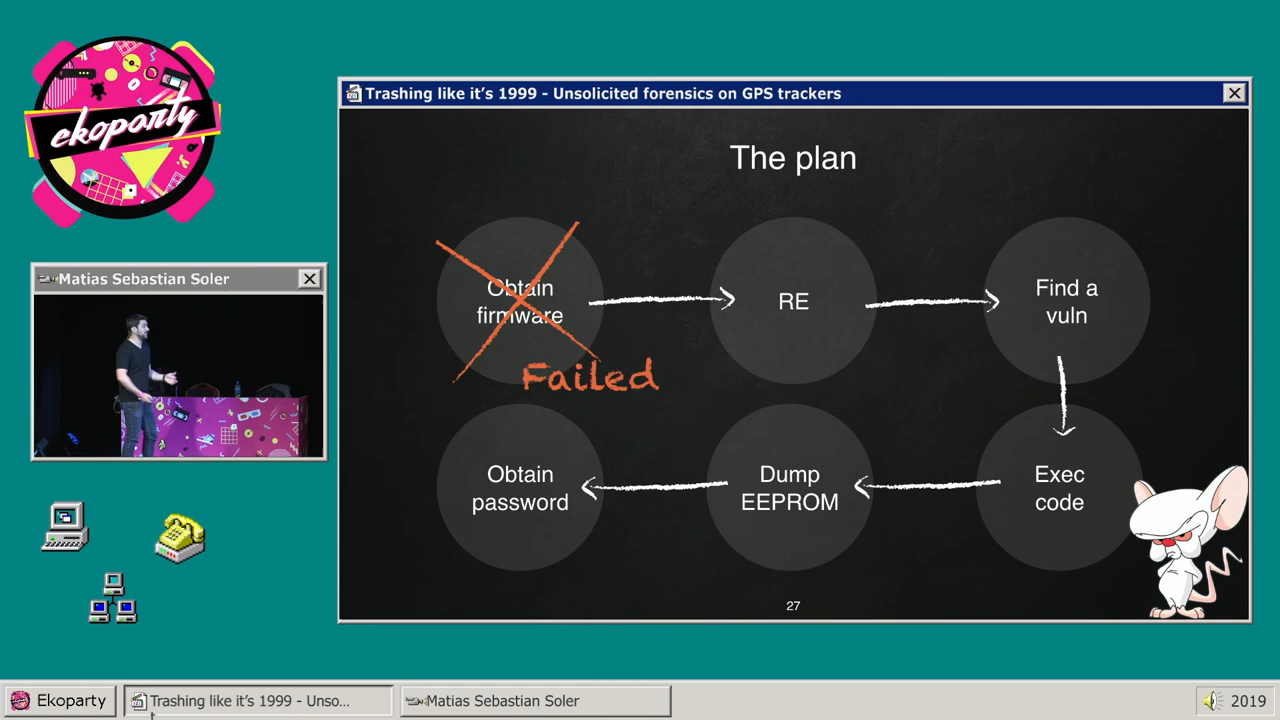 ekoparty
Trashing like it's 1999 - Unsolicited forensics on GPS trackers
The plan
Obtain
firmware
RE
Find a
vuln
Failed
Obtain
password
Dump
EEPROM
Exec
code
27
Matias Sebastian Soler
Ekoparty
Trashing like it's 1999 - Unso...
Matias Sebastian Soler
2019